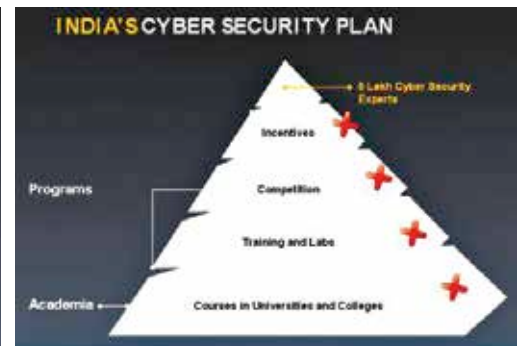 INDIA'S CYBER SECURITY PLAN
5 Lakh Cyber Security
Experts
Incentives
Competition
Programs
Training and Labs
Academia
Courses in Universities and Colleges